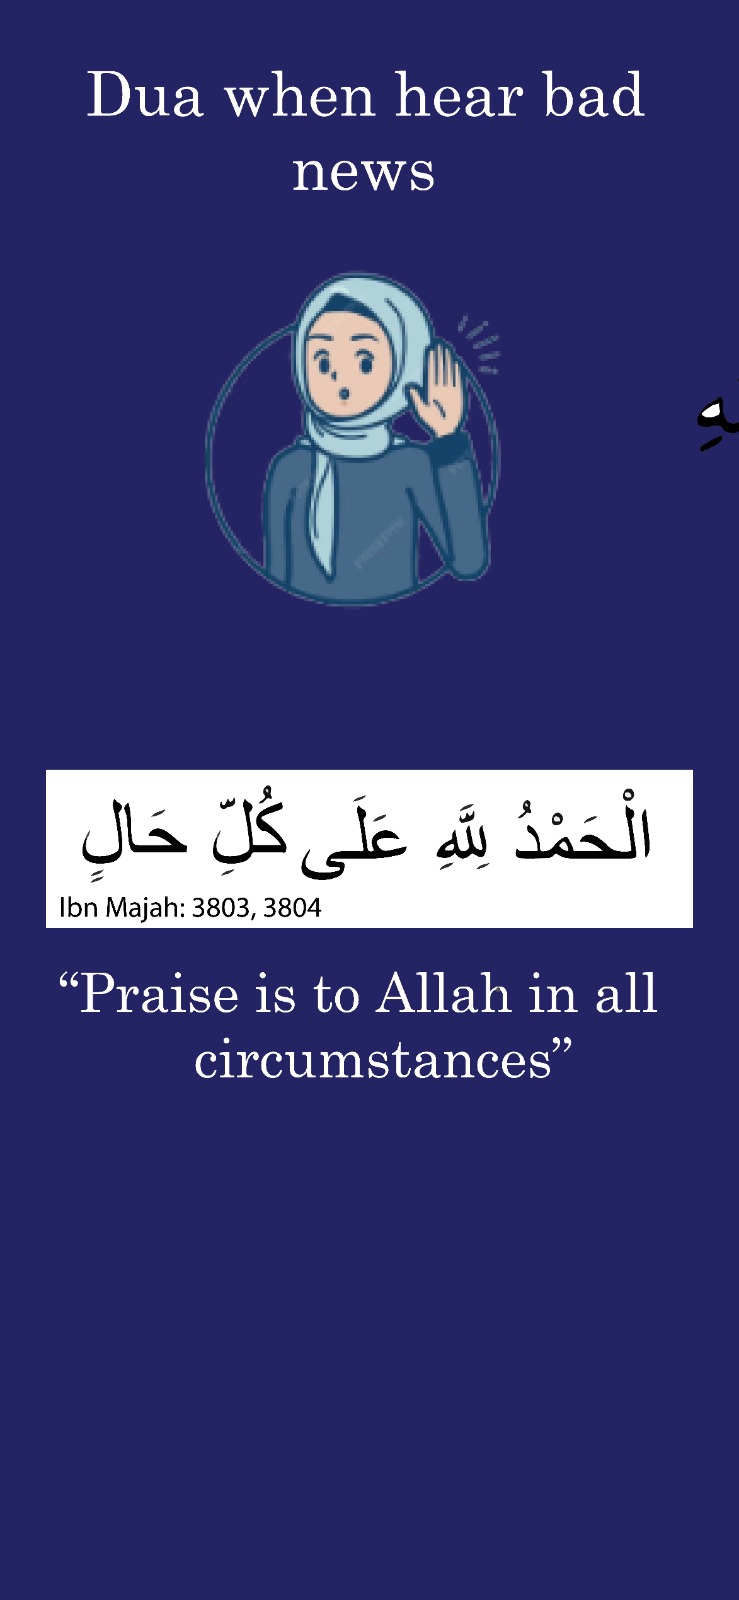 Dua when hear bad
news
الْحَمْدُ لِلَّهِ عَلَى كُلِّ حَالٍ
Ibn Majah: 3803, 3804
“Praise is to Allah in all
circumstances”